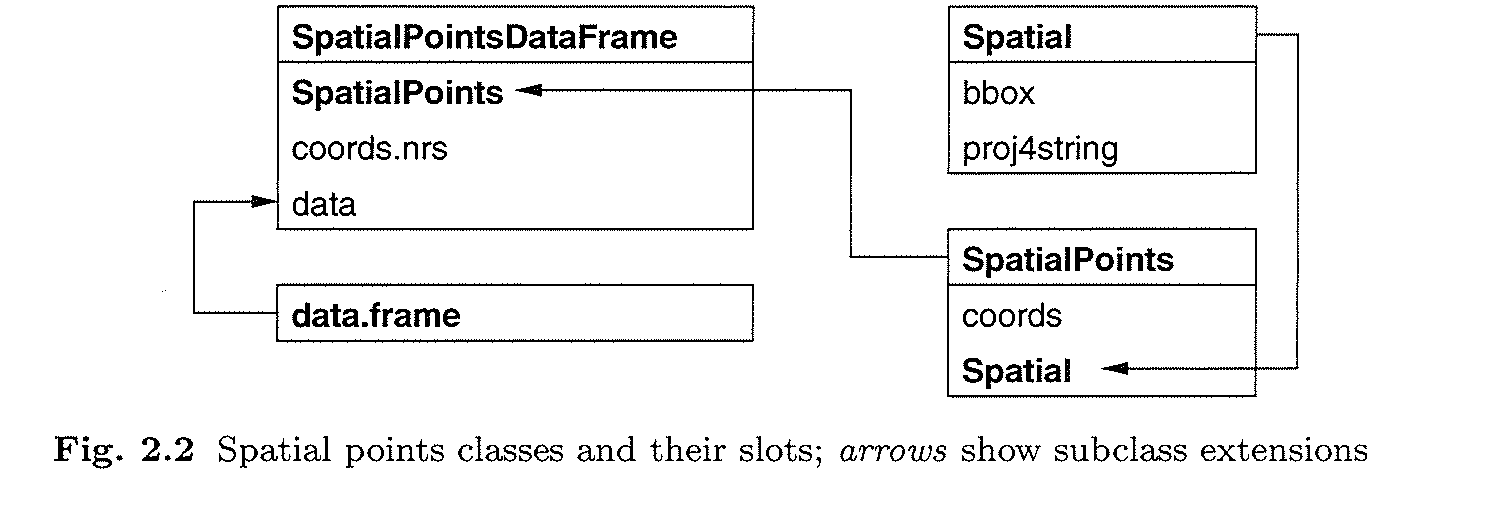 SpatialPointsDataFrame
SpatialPoints
coords.nrs
data
data.frame
Spatial
bbox
proj4string
SpatialPoints
coords
Spatial
Fig. 2.2 Spatial points classes and their slots; arrows show subclass extensions